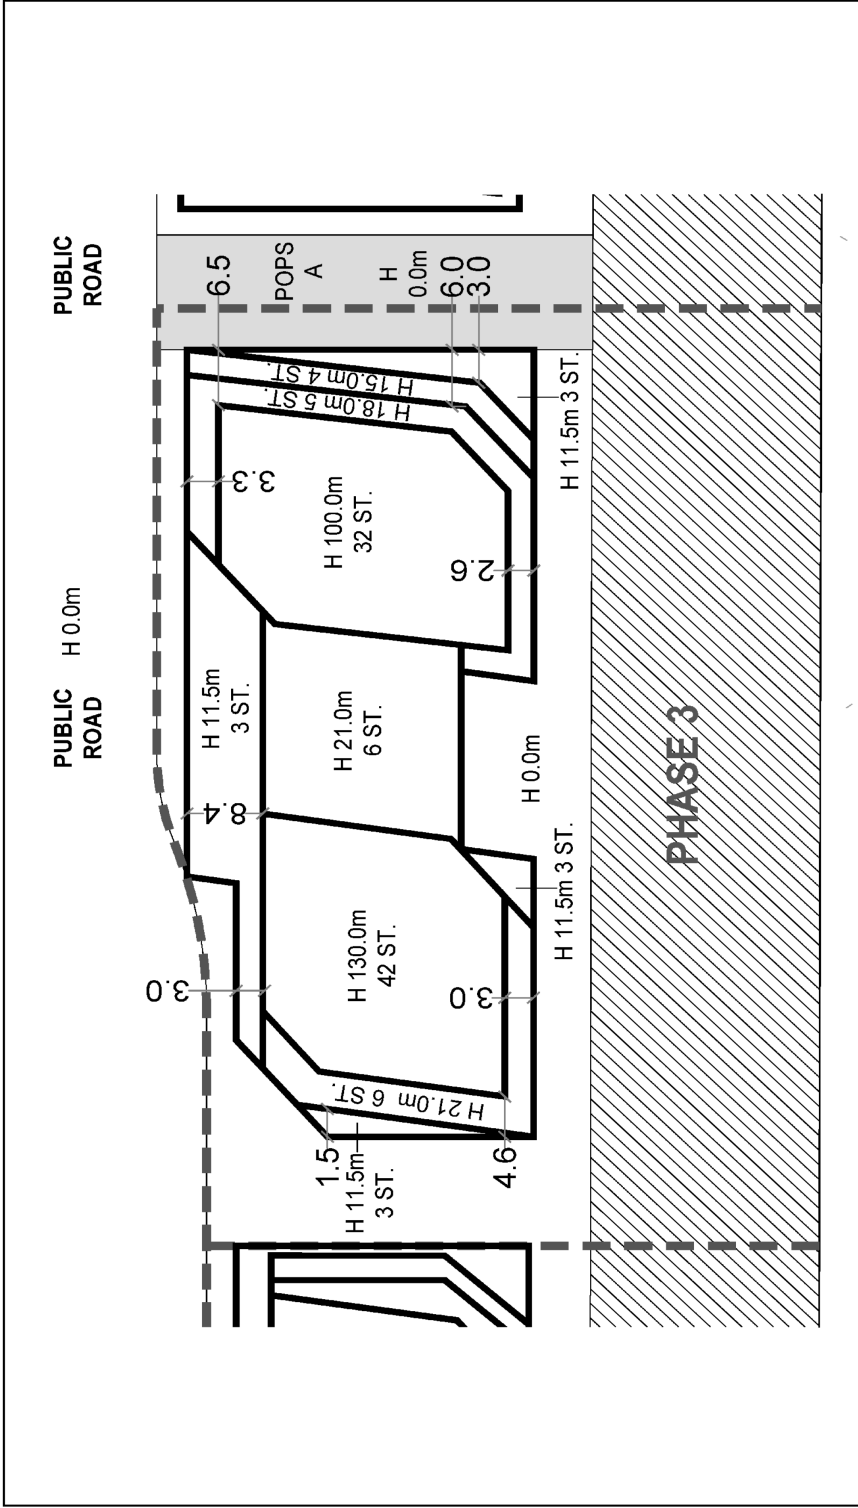 PUBLIC
ROAD
PUBLIC
ROAD
H 0.0m
6.5
POPS
A
H
0.0m
6.0
3.0
H 15.0m 4 ST.
H 18.0m 5 ST.
3.3
H 100.0m
32 ST.
2.6
H 11.5m 3 ST.
H 11.5m
3 ST.
H 21.0m
6 ST.
8.4
H 0.0m
H 11.5m 3 ST.
3.0
H 130.0m
42 ST.
3.0
H 21.0m 6 ST.
1.5
H 11.5m
3 ST.
4.6
PHASE 3